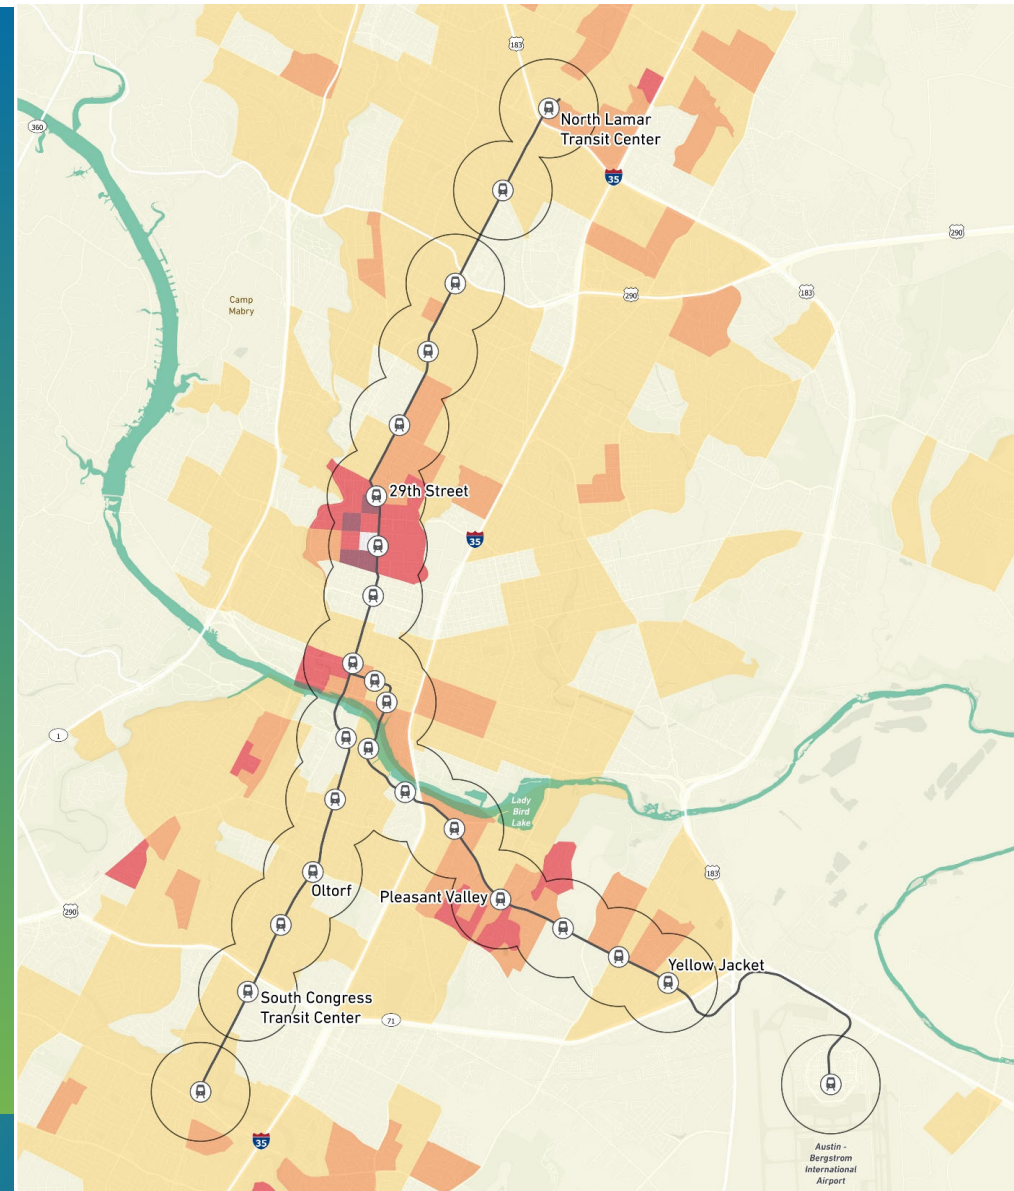 183
360
North Lamar
Transit Center
35
290
Camp
Mabry
290
183
29th Street
35
1
Lady
Bird
Lake
183
Oltorf
Pleasant Valley
290
Yellow Jacket
South Congress
Transit Center
71
35
Austin -
Bergstrom
International
Airport